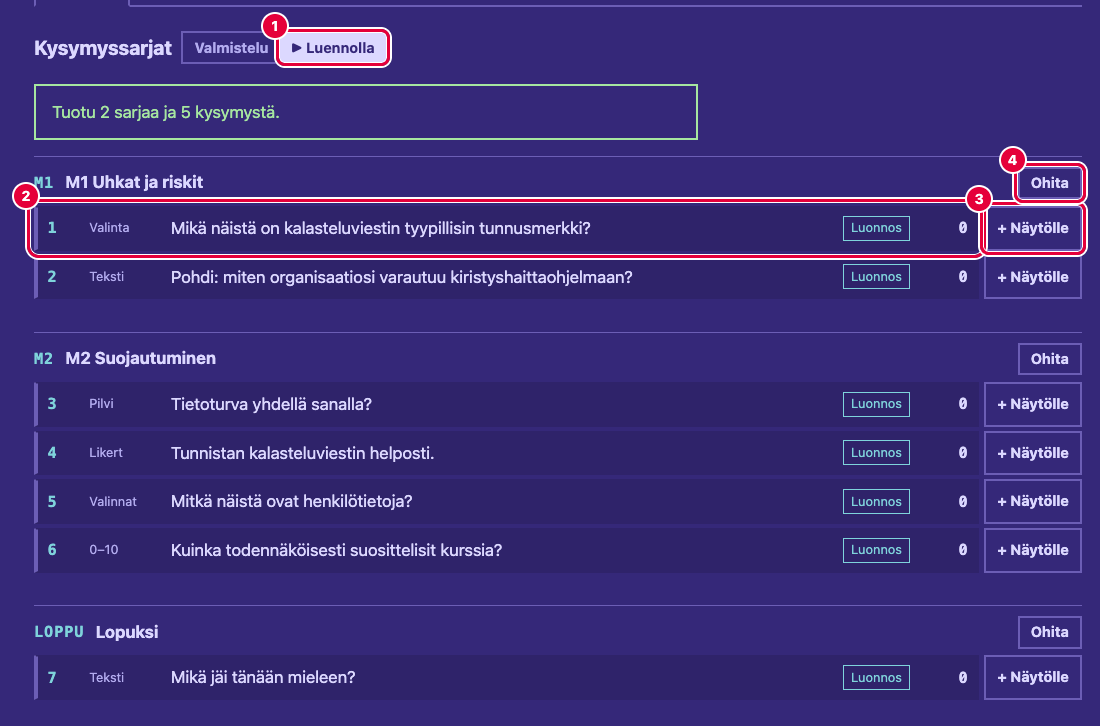 1
Kysymyssarjat Valmistelu ▶ Luennolla
Tuotu 2 sarjaa ja 5 kysymystä.
4
M1 M1 Uhkat ja riskit Ohita
2 3
1 Valinta Mikä näistä on kalasteluviestin tyypillisin tunnusmerkki? Luonnos 0 + Näytölle
2 Teksti Pohdi: miten organisaatiosi varautuu kiristyshaittaohjelmaan? Luonnos 0 + Näytölle
M2 M2 Suojautuminen Ohita
3 Pilvi Tietoturva yhdellä sanalla? Luonnos 0 + Näytölle
4 Likert Tunnistan kalasteluviestin helposti. Luonnos 0 + Näytölle
5 Valinnat Mitkä näistä ovat henkilötietoja? Luonnos 0 + Näytölle
6 0–10 Kuinka todennäköisesti suosittelisit kurssia? Luonnos 0 + Näytölle
LOPPU Lopuksi Ohita
7 Teksti Mikä jäi tänään mieleen? Luonnos 0 + Näytölle